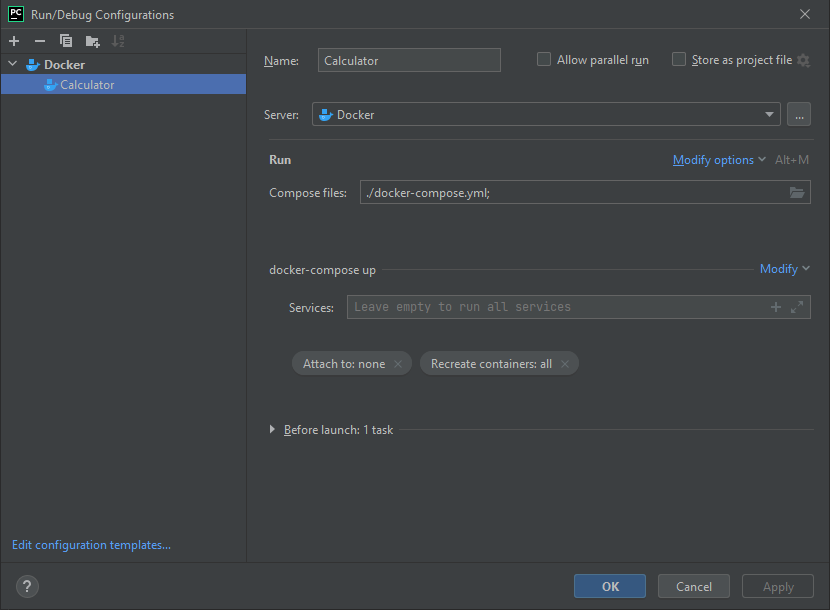 PC Run/Debug Configurations
Docker
Calculator
Name: Calculator Allow parallel run Store as project file
Server: Docker ...
Run Modify options Alt+M
Compose files: ./docker-compose.yml;
docker-compose up Modify
Services: Leave empty to run all services
Attach to: none Recreate containers: all
Before launch: 1 task
Edit configuration templates...
? OK Cancel Apply